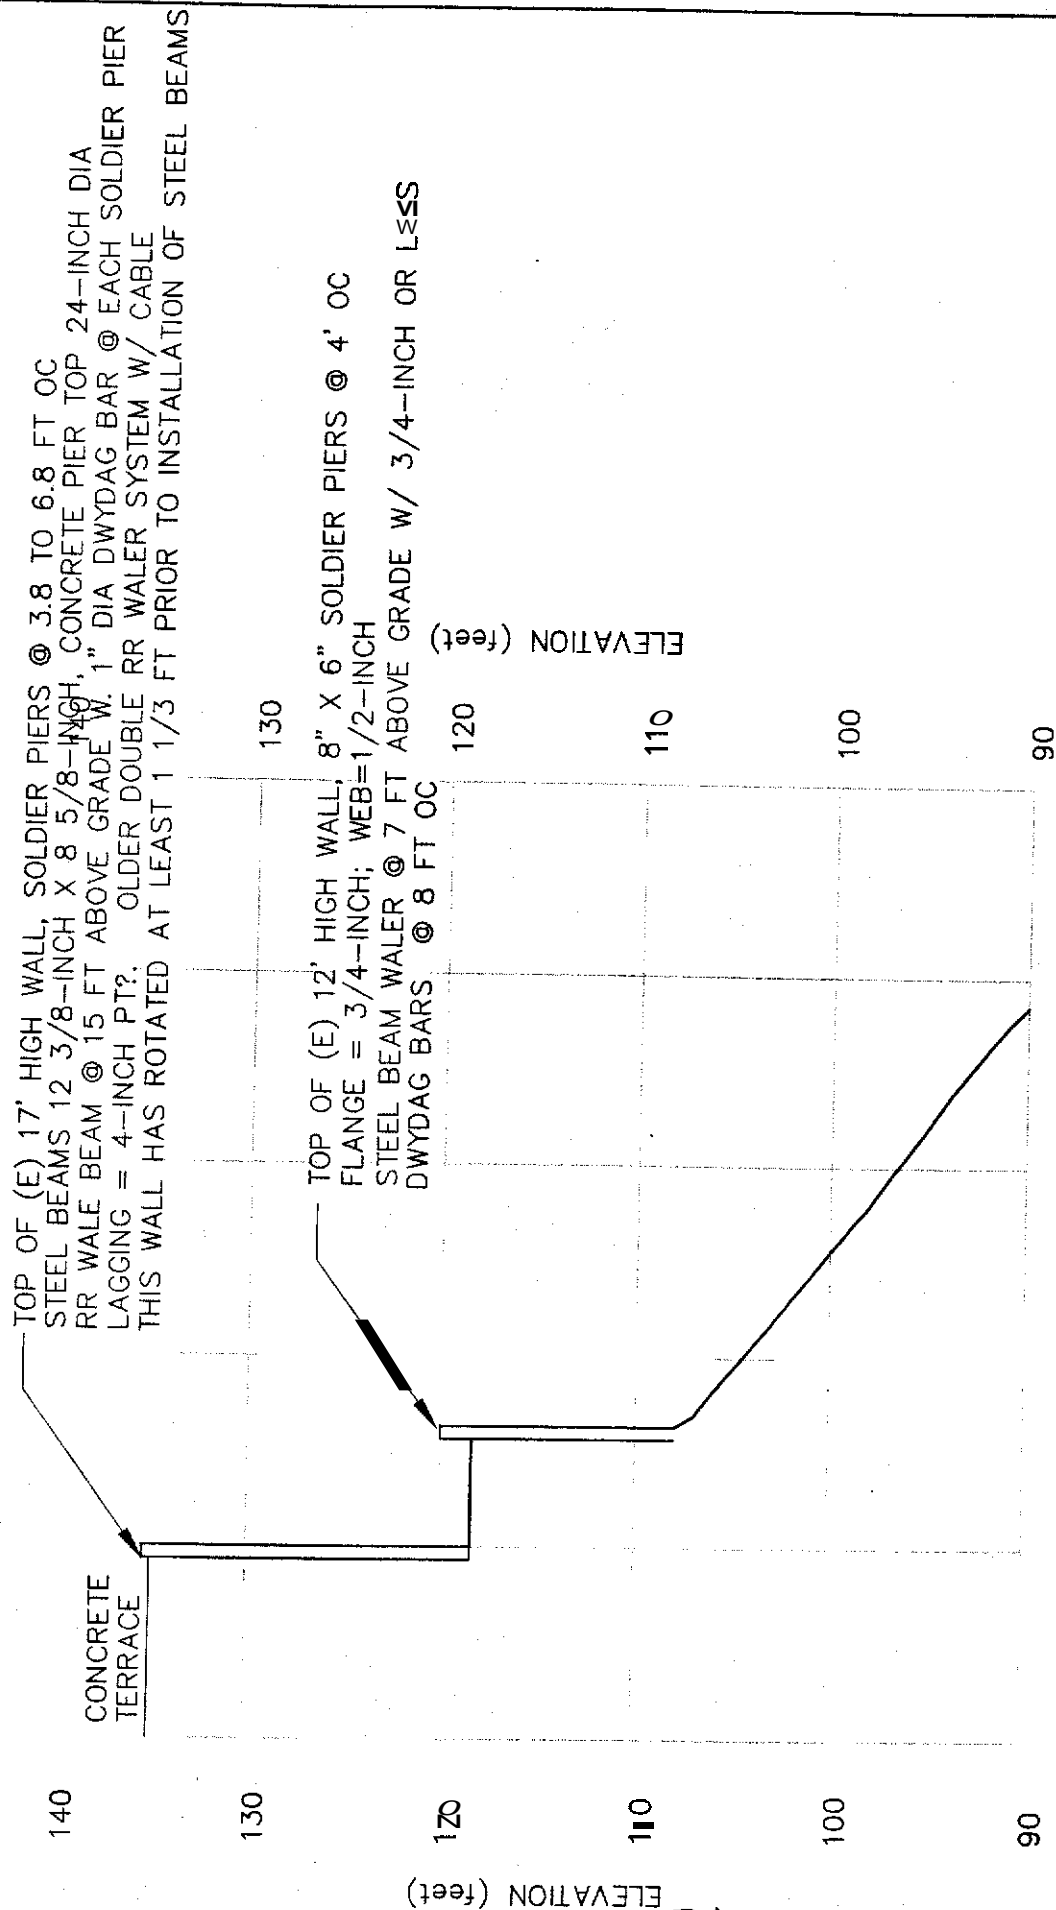 TOP OF (E) 17' HIGH WALL, SOLDIER PIERS @ 3.8 TO 6.8 FT OC
STEEL BEAMS 12 3/8-INCH X 8 5/8-INCH, CONCRETE PIER TOP 24-INCH DIA
RR WALE BEAM @ 15 FT ABOVE GRADE W. 1" DIA DWYDAG BAR @ EACH SOLDIER PIER
LAGGING = 4-INCH PT?. OLDER DOUBLE RR WALER SYSTEM W/ CABLE
THIS WALL HAS ROTATED AT LEAST 1 1/3 FT PRIOR TO INSTALLATION OF STEEL BEAMS
TOP OF (E) 12' HIGH WALL, 8" X 6" SOLDIER PIERS @ 4' OC
FLANGE = 3/4-INCH; WEB=1/2-INCH
STEEL BEAM WALER @ 7 FT ABOVE GRADE W/ 3/4-INCH OR LESS
DWYDAG BARS @ 8 FT OC
CONCRETE
TERRACE
140
130
120
110
100
90
ELEVATION (feet)
140
130
120
110
100
90
ELEVATION (feet)